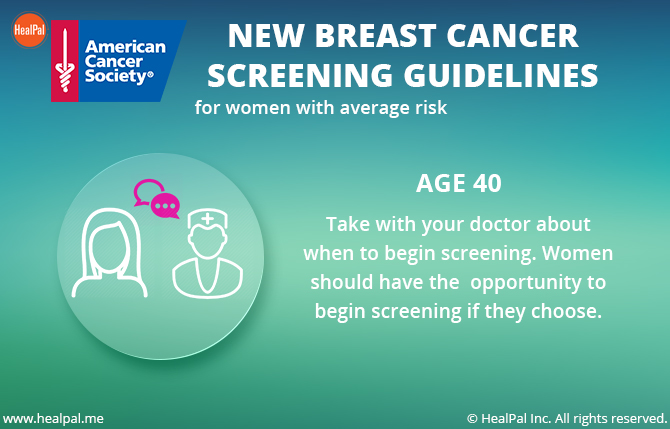 HealPal
American
Cancer
Society®
NEW BREAST CANCER
SCREENING GUIDELINES
for women with average risk
AGE 40
Take with your doctor about
when to begin screening. Women
should have the opportunity to
begin screening if they choose.
www.healpal.me
© HealPal Inc. All rights reserved.